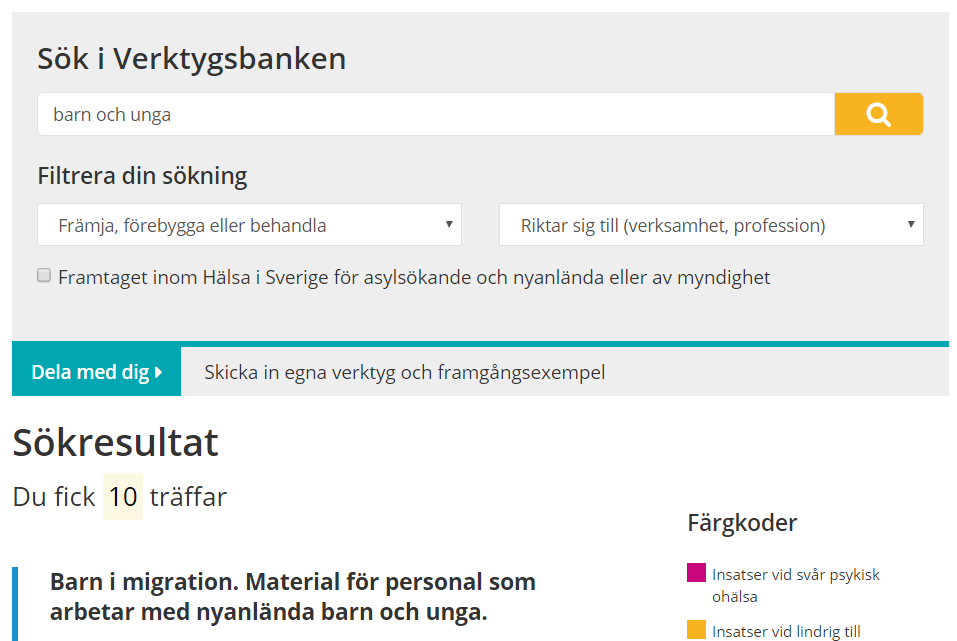 Sök i Verktygsbanken
barn och unga
Filtrera din sökning
Främja, förebygga eller behandla
Riktar sig till (verksamhet, profession)
Framtaget inom Hälsa i Sverige för asylsökande och nyanlända eller av myndighet
Dela med dig
Skicka in egna verktyg och framgångsexempel
Sökresultat
Du fick 10 träffar
Barn i migration. Material för personal som
arbetar med nyanlända barn och unga.
Färgkoder
Insatser vid svår psykisk
ohälsa
Insatser vid lindrig till